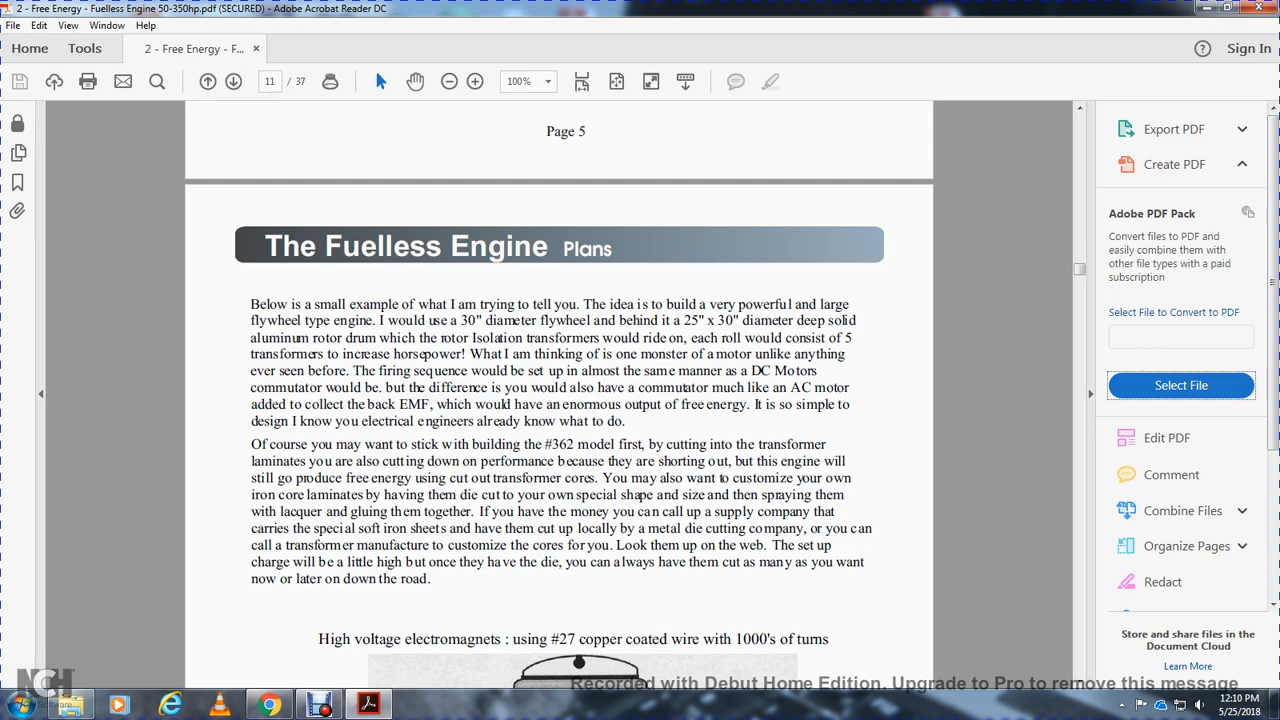 2 - Free Energy - Fuelless Engine 50-350hp.pdf (SECURED) - Adobe Acrobat Reader DC
File Edit View Window Help
Home Tools 2 - Free Energy - F... × Sign In
11 / 37 100%
Page 5
The Fuelless Engine Plans
Below is a small example of what I am trying to tell you. The idea is to build a very powerful and large
flywheel type engine. I would use a 30" diameter flywheel and behind it a 25" x 30" diameter deep solid
aluminum rotor drum which the rotor Isolation transformers would ride on, each roll would consist of 5
transformers to increase horsepower! What I am thinking of is one monster of a motor unlike anything
ever seen before. The firing sequence would be set up in almost the same manner as a DC Motors
commutator would be. but the difference is you would also have a commutator much like an AC motor
added to collect the back EMF, which would have an enormous output of free energy. It is so simple to
design I know you electrical engineers already know what to do.
Of course you may want to stick with building the #362 model first, by cutting into the transformer
laminates you are also cutting down on performance because they are shorting out, but this engine will
still go produce free energy using cut out transformer cores. You may also want to customize your own
iron core laminates by having them die cut to your own special shape and size and then spraying them
with lacquer and gluing them together. If you have the money you can call up a supply company that
carries the special soft iron sheets and have them cut up locally by a metal die cutting company, or you can
call a transformer manufacture to customize the cores for you. Look them up on the web. The set up
charge will be a little high but once they have the die, you can always have them cut as many as you want
now or later on down the road.
High voltage electromagnets : using #27 copper coated wire with 1000's of turns
Export PDF
Create PDF
Adobe PDF Pack
Convert files to PDF and
easily combine them with
other file types with a paid
subscription
Select File to Convert to PDF
Select File
Edit PDF
Comment
Combine Files
Organize Pages
Redact
Store and share files in the
Document Cloud
Learn More
NCH
Software
Recorded with Debut Home Edition. Upgrade to Pro to remove this message
12:10 PM
5/25/2018